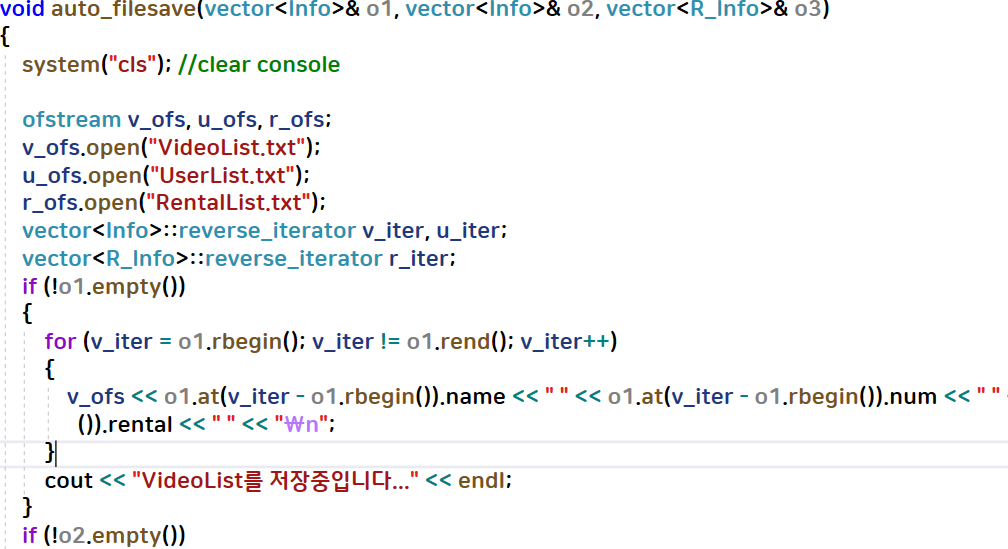 void auto_filesave(vector<Info>& o1, vector<Info>& o2, vector<R_Info>& o3)
{
system("cls"); //clear console
ofstream v_ofs, u_ofs, r_ofs;
v_ofs.open("VideoList.txt");
u_ofs.open("UserList.txt");
r_ofs.open("RentalList.txt");
vector<Info>::reverse_iterator v_iter, u_iter;
vector<R_Info>::reverse_iterator r_iter;
if (!o1.empty())
{
for (v_iter = o1.rbegin(); v_iter != o1.rend(); v_iter++)
{
v_ofs << o1.at(v_iter - o1.rbegin()).name << " " << o1.at(v_iter - o1.rbegin()).num << " "
()).rental << " " << "₩n";
}
cout << "VideoList를 저장중입니다..." << endl;
}
if (!o2.empty())